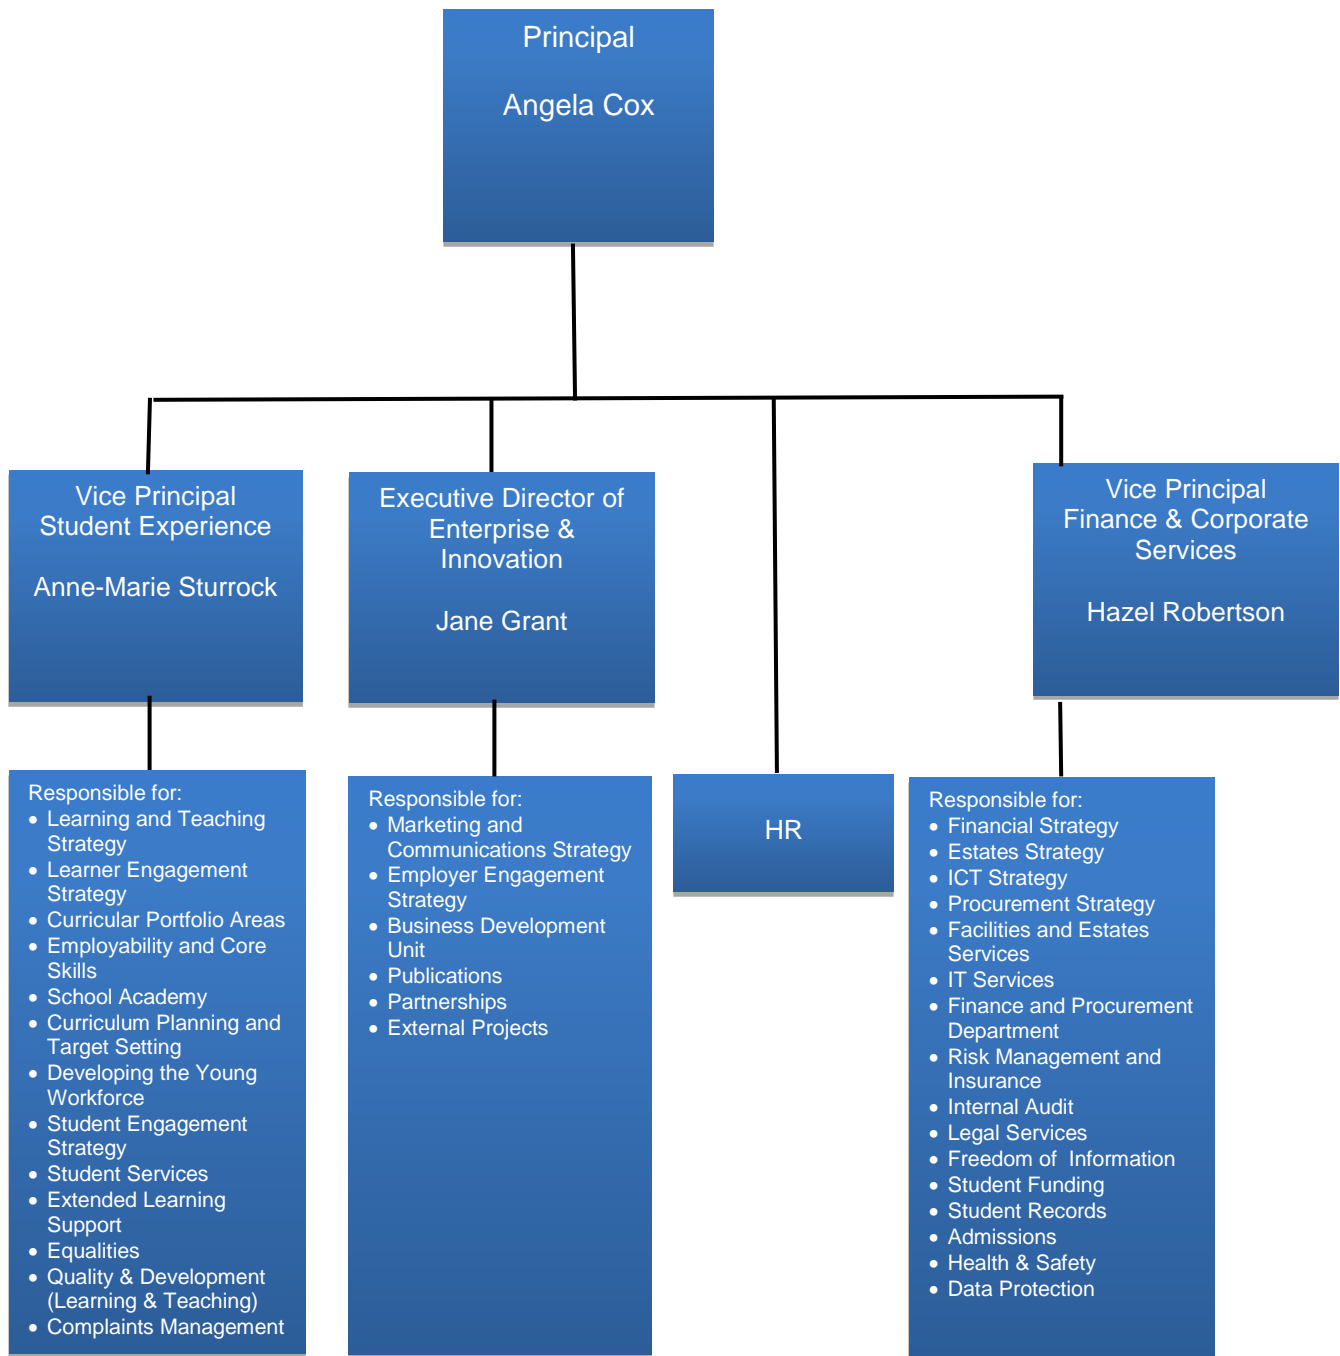 Principal
Angela Cox
Vice Principal
Student Experience
Anne-Marie Sturrock
Executive Director of
Enterprise &
Innovation
Jane Grant
Vice Principal
Finance & Corporate
Services
Hazel Robertson
Responsible for:
• Learning and Teaching
Strategy
• Learner Engagement
Strategy
• Curricular Portfolio Areas
• Employability and Core
Skills
• School Academy
• Curriculum Planning and
Target Setting
• Developing the Young
Workforce
• Student Engagement
Strategy
• Student Services
• Extended Learning
Support
• Equalities
• Quality & Development
(Learning & Teaching)
• Complaints Management
Responsible for:
• Marketing and
Communications Strategy
• Employer Engagement
Strategy
• Business Development
Unit
• Publications
• Partnerships
• External Projects
HR
Responsible for:
• Financial Strategy
• Estates Strategy
• ICT Strategy
• Procurement Strategy
• Facilities and Estates
Services
• IT Services
• Finance and Procurement
Department
• Risk Management and
Insurance
• Internal Audit
• Legal Services
• Freedom of  Information
• Student Funding
• Student Records
• Admissions
• Health & Safety
• Data Protection